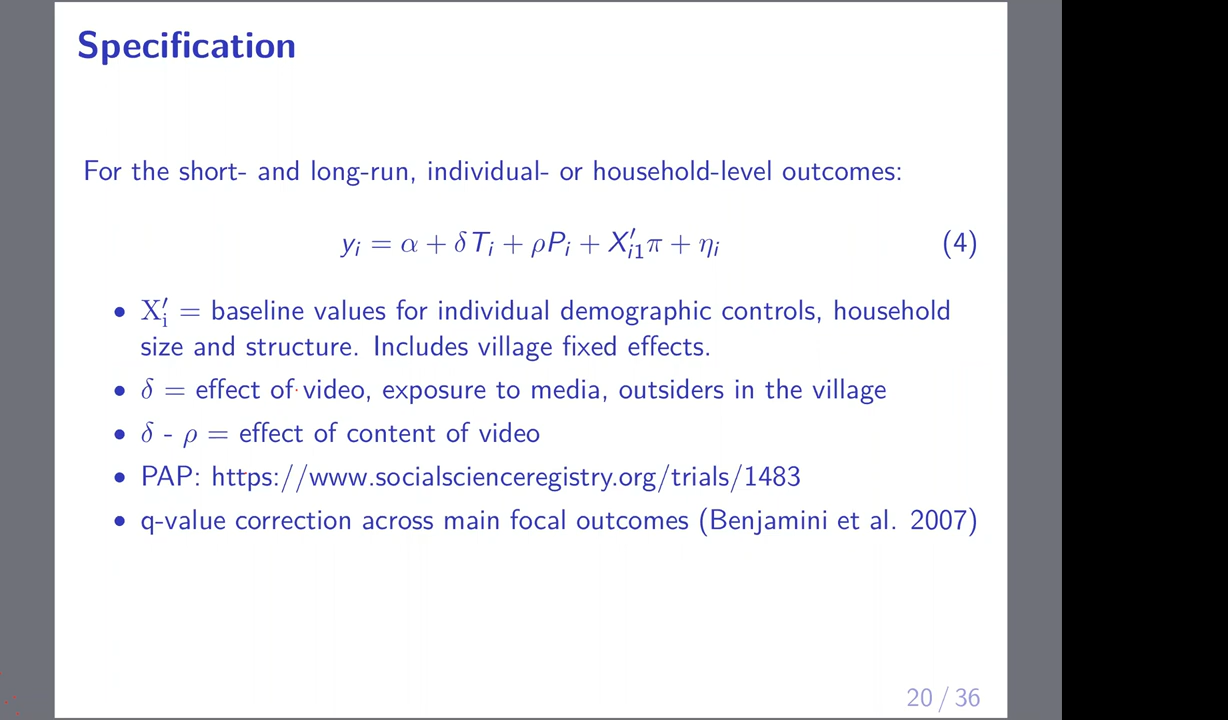 Specification
For the short- and long-run, individual- or household-level outcomes:
yᵢ = α + δTᵢ + ρPᵢ + X′ᵢ₁π + ηᵢ (4)
• X′ᵢ = baseline values for individual demographic controls, household
size and structure. Includes village fixed effects.
• δ = effect of video, exposure to media, outsiders in the village
• δ - ρ = effect of content of video
• PAP: https://www.socialscienceregistry.org/trials/1483
• q-value correction across main focal outcomes (Benjamini et al. 2007)
20 / 36